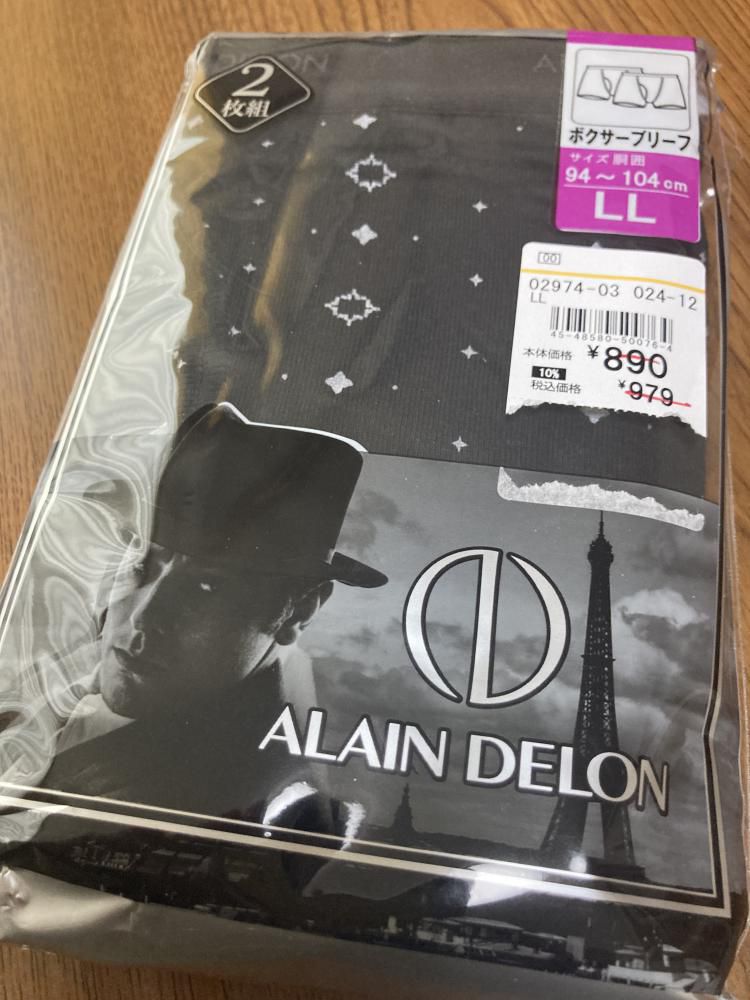 2
枚組
ボクサーブリーフ
サイズ 胴囲
94～104cm
LL
00
02974-03 024-12
LL
45-48580-50076-4
本体価格 ¥890
10%
税込価格 ¥979
ALAIN DELON